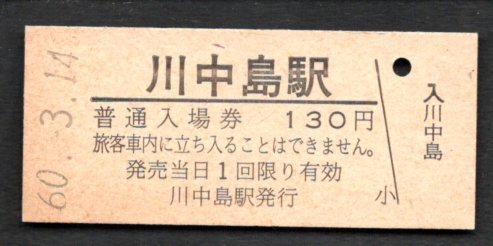 60. 3. 14
川中島駅
普通入場券 130円
旅客車内に立ち入ることはできません。
発売当日1回限り有効
川中島駅発行
小
入川中島